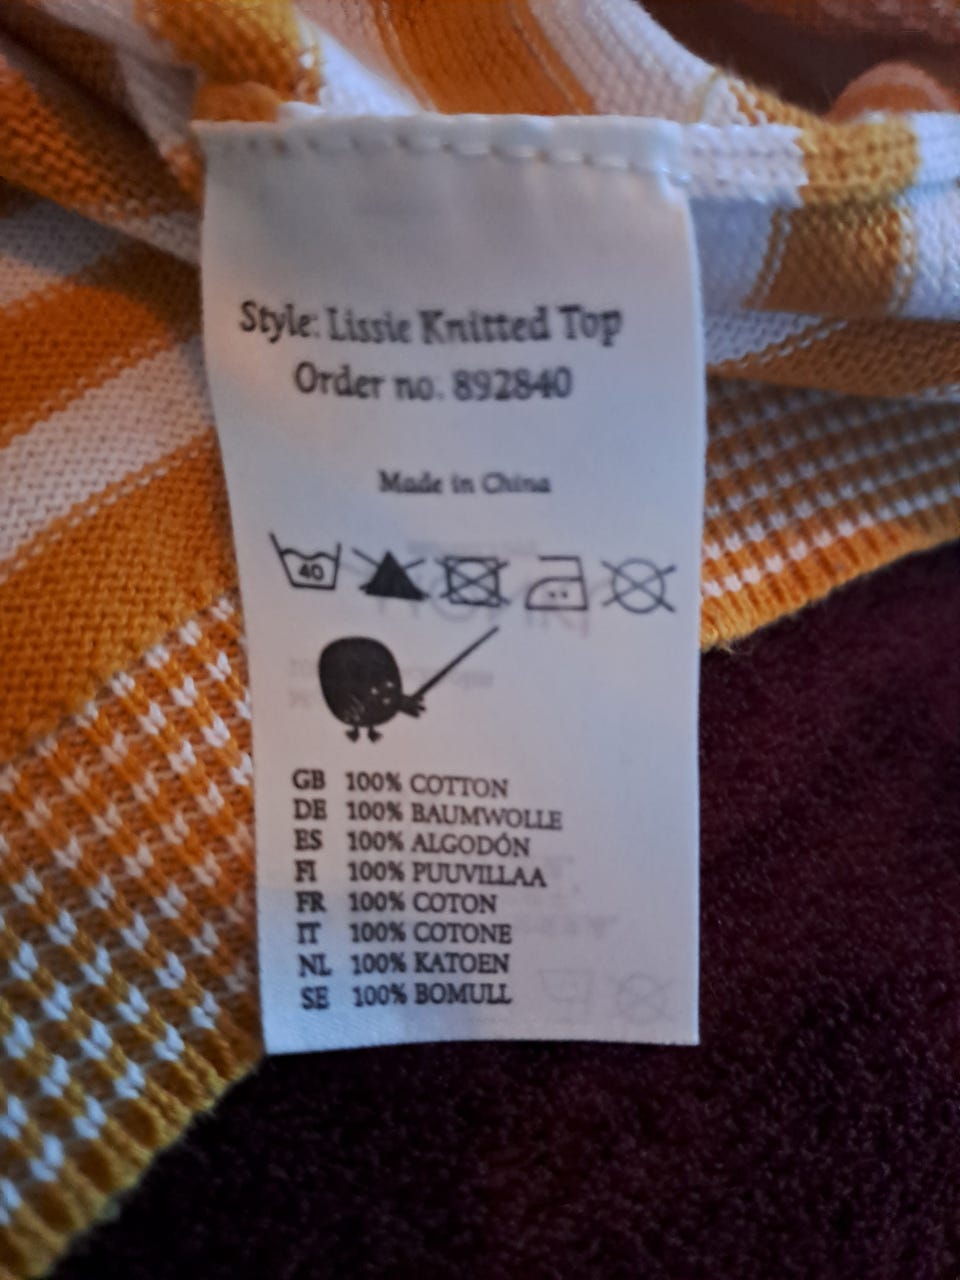 Style: Lissie Knitted Top
Order no. 892840
Made in China
40
GB 100% COTTON
DE 100% BAUMWOLLE
ES 100% ALGODÓN
FI 100% PUUVILLAA
FR 100% COTON
IT 100% COTONE
NL 100% KATOEN
SE 100% BOMULL